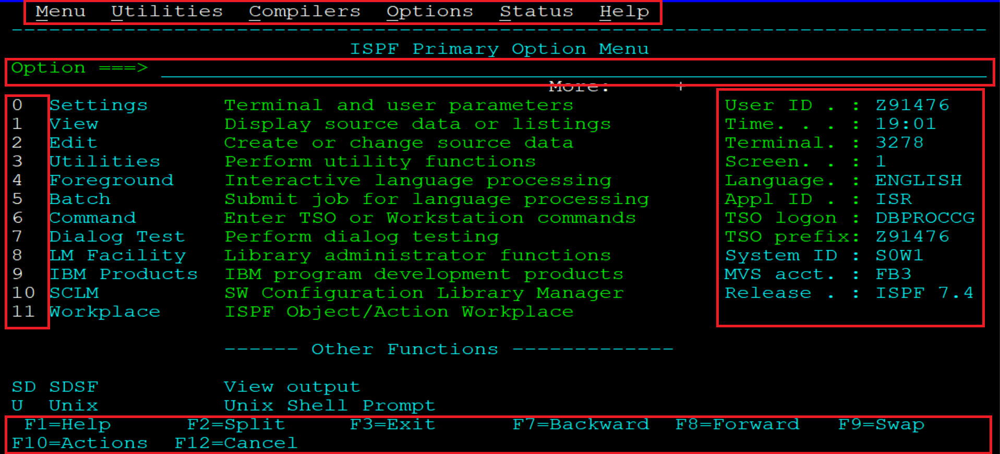 Menu  Utilities  Compilers  Options  Status  Help
------------------------------------------------------------------------------
ISPF Primary Option Menu
Option ===>
More:     +
0  Settings      Terminal and user parameters            User ID . : Z91476
1  View          Display source data or listings         Time. . . : 19:01
2  Edit          Create or change source data            Terminal. : 3278
3  Utilities     Perform utility functions               Screen. . : 1
4  Foreground    Interactive language processing         Language. : ENGLISH
5  Batch         Submit job for language processing      Appl ID . : ISR
6  Command       Enter TSO or Workstation commands       TSO logon : DBPROCCG
7  Dialog Test   Perform dialog testing                  TSO prefix: Z91476
8  LM Facility   Library administrator functions         System ID : S0W1
9  IBM Products  IBM program development products        MVS acct. : FB3
10 SCLM          SW Configuration Library Manager        Release . : ISPF 7.4
11 Workplace     ISPF Object/Action Workplace
------ Other Functions -------------
SD SDSF          View output
U  Unix          Unix Shell Prompt
F1=Help      F2=Split     F3=Exit      F7=Backward  F8=Forward   F9=Swap
F10=Actions  F12=Cancel